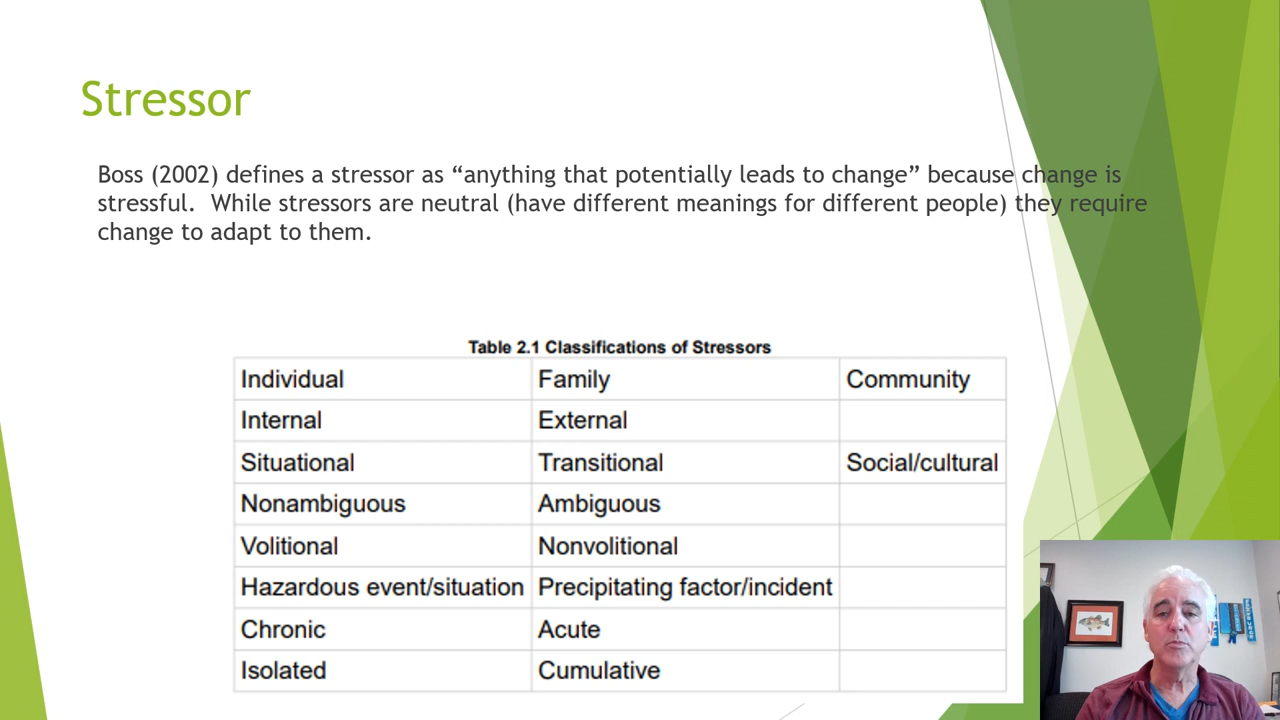 Stressor
Boss (2002) defines a stressor as “anything that potentially leads to change” because change is
stressful.  While stressors are neutral (have different meanings for different people) they require
change to adapt to them.
Table 2.1 Classifications of Stressors
Individual Family Community
Internal External
Situational Transitional Social/cultural
Nonambiguous Ambiguous
Volitional Nonvolitional
Hazardous event/situation Precipitating factor/incident
Chronic Acute
Isolated Cumulative